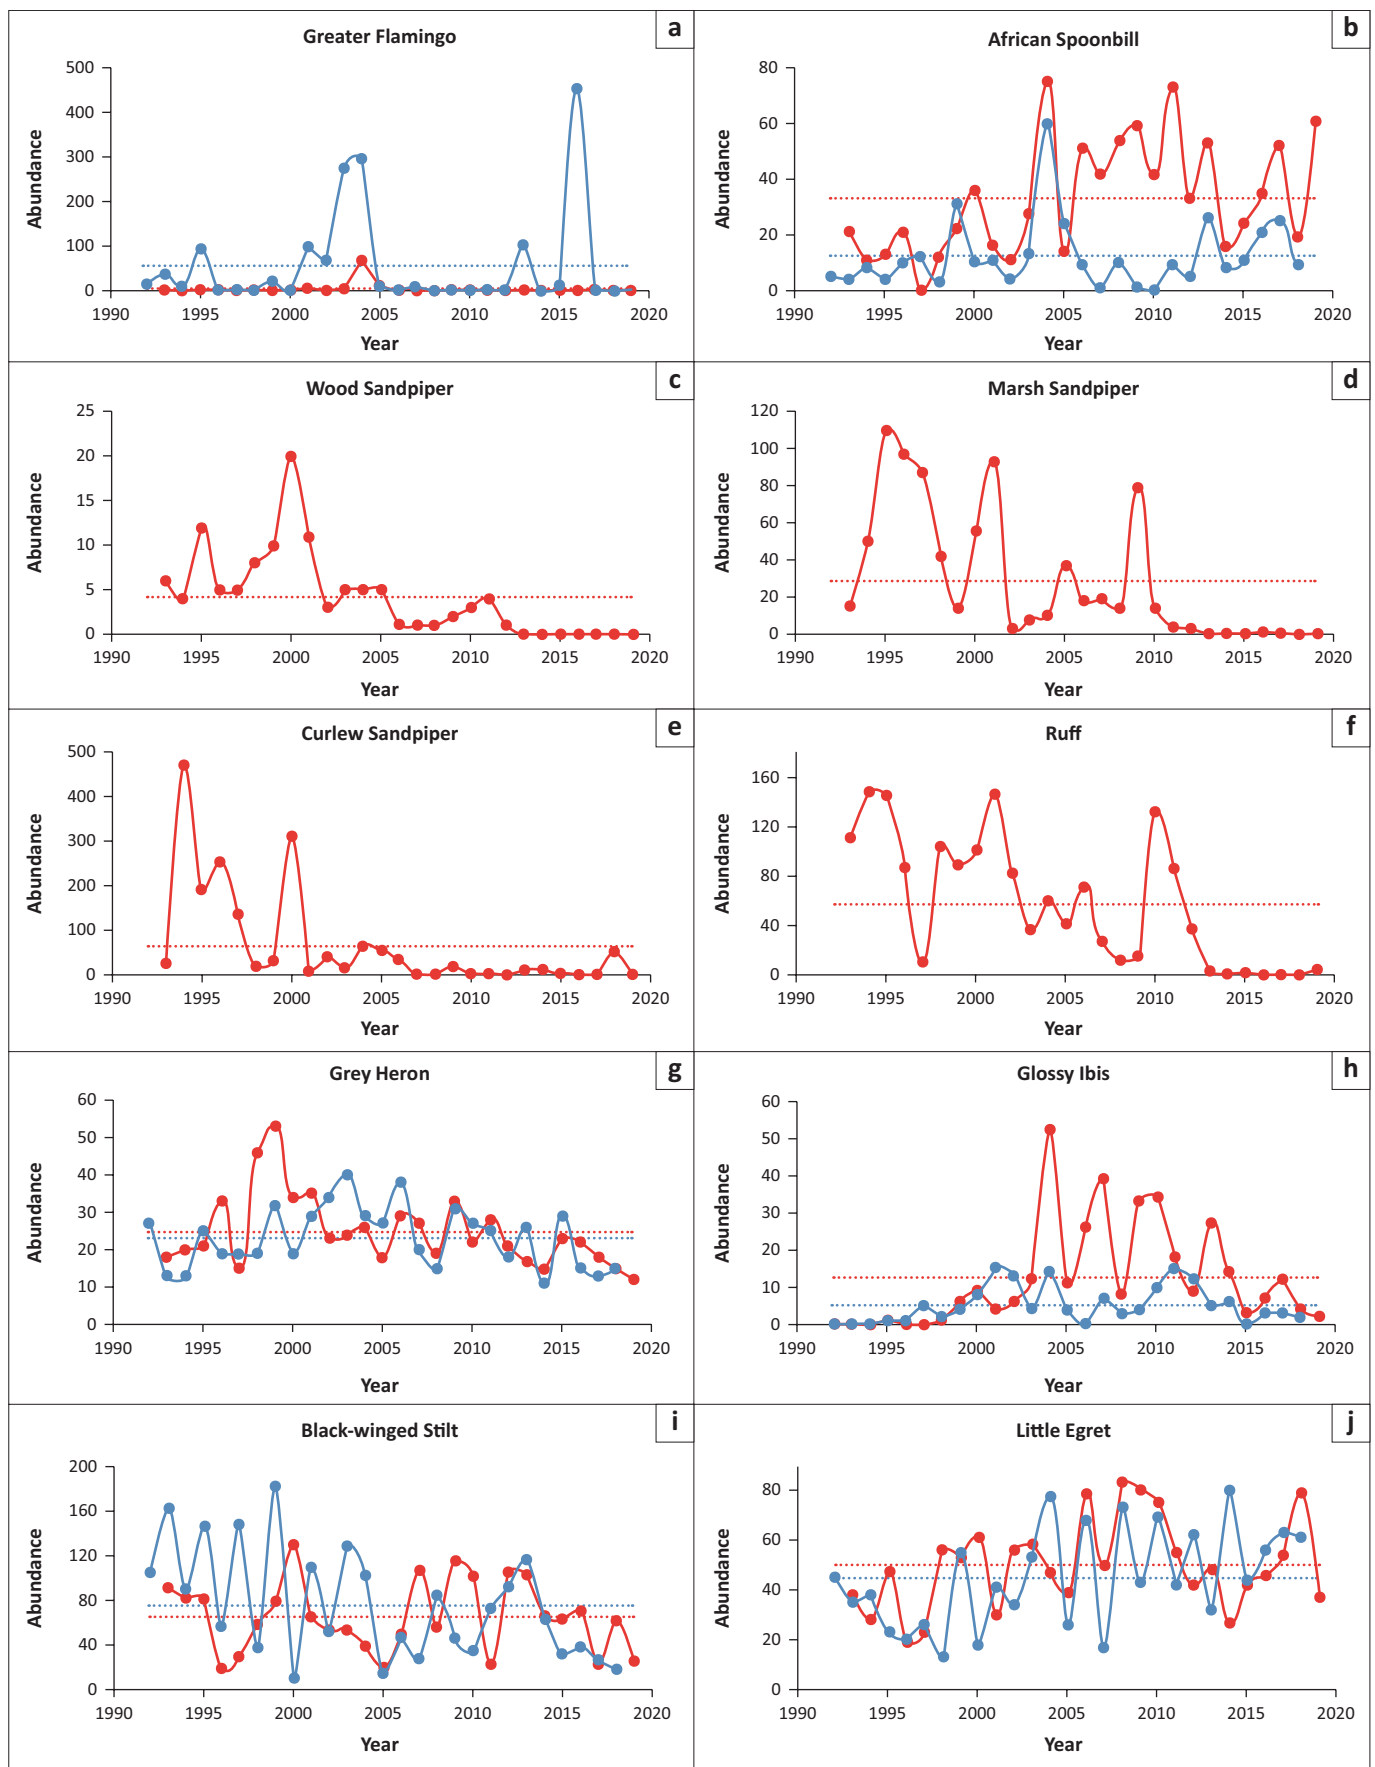 Greater Flamingo
a
Abundance
500
400
300
200
100
0
1990 1995 2000 2005 2010 2015 2020
Year
African Spoonbill
b
Abundance
80
60
40
20
0
1990 1995 2000 2005 2010 2015 2020
Year
Wood Sandpiper
c
Abundance
25
20
15
10
5
0
1990 1995 2000 2005 2010 2015 2020
Year
Marsh Sandpiper
d
Abundance
120
100
80
60
40
20
0
1990 1995 2000 2005 2010 2015 2020
Year
Curlew Sandpiper
e
Abundance
500
400
300
200
100
0
1990 1995 2000 2005 2010 2015 2020
Year
Ruff
f
Abundance
160
120
80
40
0
1990 1995 2000 2005 2010 2015 2020
Year
Grey Heron
g
Abundance
60
50
40
30
20
10
0
1990 1995 2000 2005 2010 2015 2020
Year
Glossy Ibis
h
Abundance
60
50
40
30
20
10
0
1990 1995 2000 2005 2010 2015 2020
Year
Black-winged Stilt
i
Abundance
200
160
120
80
40
0
1990 1995 2000 2005 2010 2015 2020
Year
Little Egret
j
Abundance
80
60
40
20
0
1990 1995 2000 2005 2010 2015 2020
Year